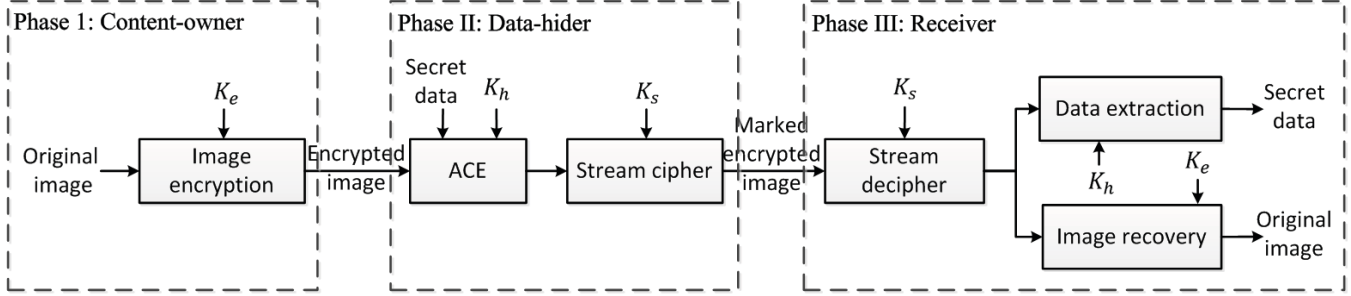 Phase 1: Content-owner
Original
image
K_e
Image
encryption
Encrypted
image
Phase II: Data-hider
Secret
data
K_h
ACE
K_s
Stream cipher
Marked
encrypted
image
Phase III: Receiver
K_s
Stream
decipher
Data extraction
K_h
Secret
data
K_e
Image recovery
Original
image